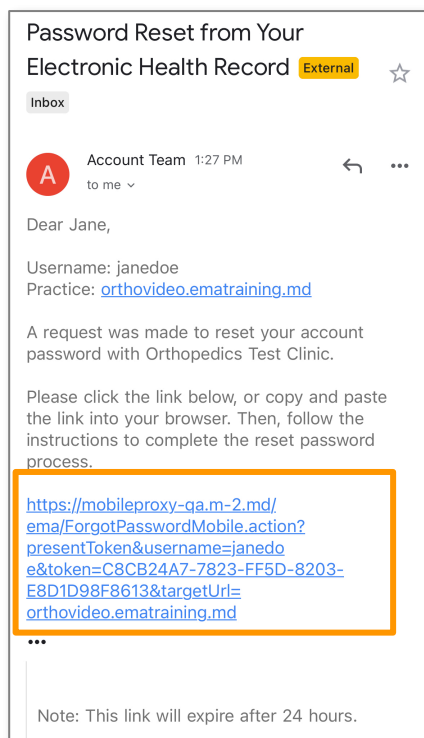 Password Reset from Your
Electronic Health Record External
Inbox
A
Account Team 1:27 PM
to me
Dear Jane,
Username: janedoe
Practice: orthovideo.ematraining.md
A request was made to reset your account
password with Orthopedics Test Clinic.
Please click the link below, or copy and paste
the link into your browser. Then, follow the
instructions to complete the reset password
process.
https://mobileproxy-qa.m-2.md/
ema/ForgotPasswordMobile.action?
presentToken&username=janedo
e&token=C8CB24A7-7823-FF5D-8203-
E8D1D98F8613&targetUrl=
orthovideo.ematraining.md
Note: This link will expire after 24 hours.